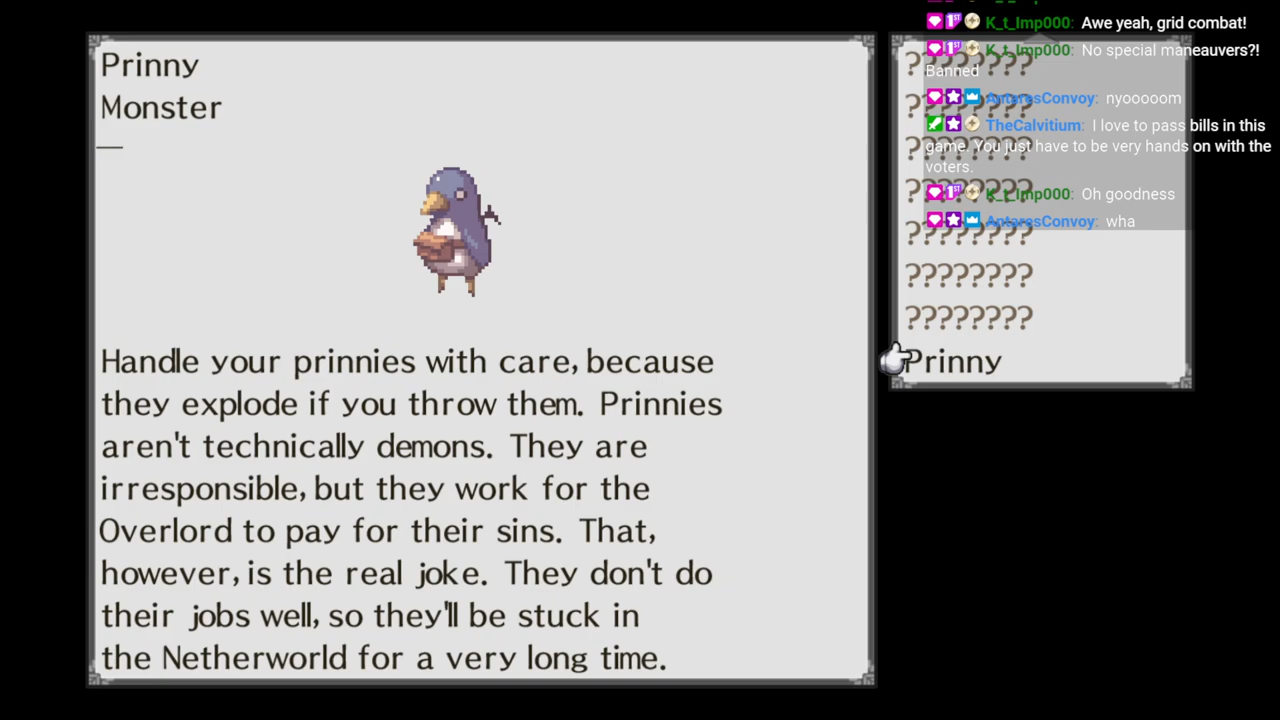 Prinny
Monster
—
Handle your prinnies with care, because
they explode if you throw them. Prinnies
aren't technically demons. They are
irresponsible, but they work for the
Overlord to pay for their sins. That,
however, is the real joke. They don't do
their jobs well, so they'll be stuck in
the Netherworld for a very long time.
????????
????????
????????
????????
????????
????????
????????
Prinny
K_t_Imp000: Awe yeah, grid combat!
K_t_Imp000: No special maneauvers?!
Banned
AntaresConvoy: nyooooom
TheCalvitium: I love to pass bills in this
game. You just have to be very hands on with the
voters.
K_t_Imp000: Oh goodness
AntaresConvoy: wha